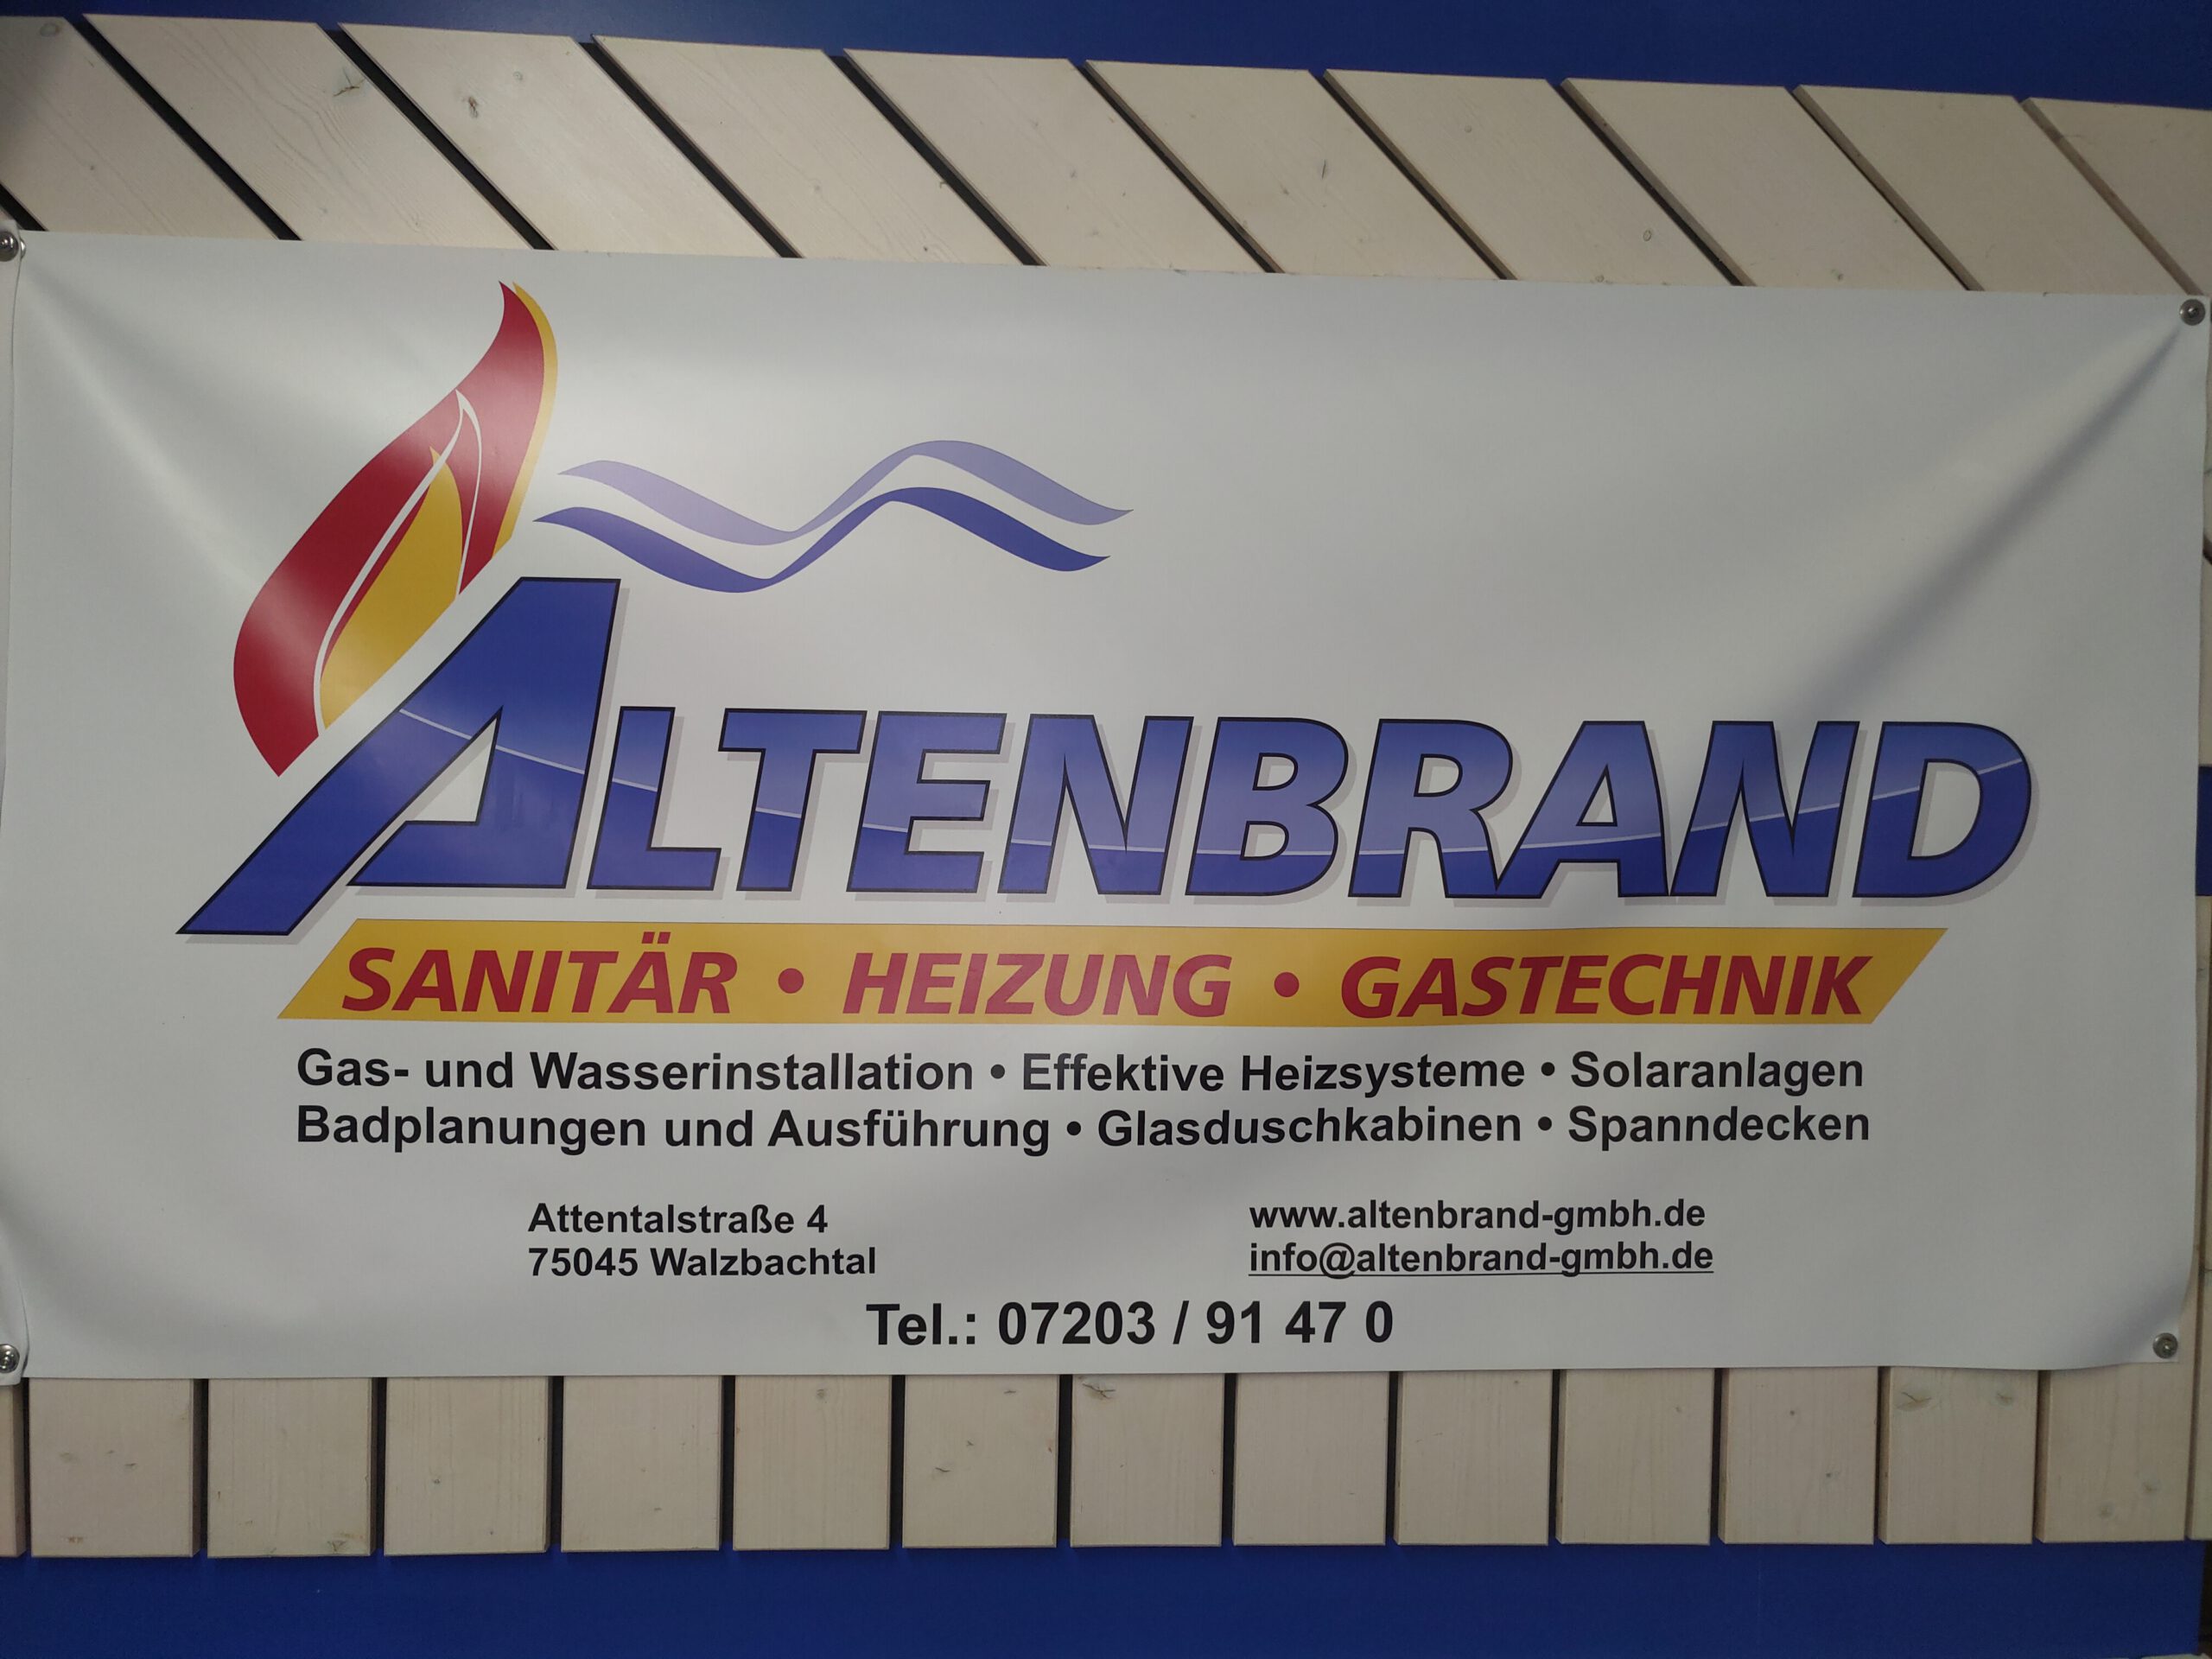 ALTENBRAND
SANITÄR • HEIZUNG • GASTECHNIK
Gas- und Wasserinstallation • Effektive Heizsysteme • Solaranlagen
Badplanungen und Ausführung • Glasduschkabinen • Spanndecken
Attentalstraße 4
75045 Walzbachtal
www.altenbrand-gmbh.de
info@altenbrand-gmbh.de
Tel.: 07203 / 91 47 0